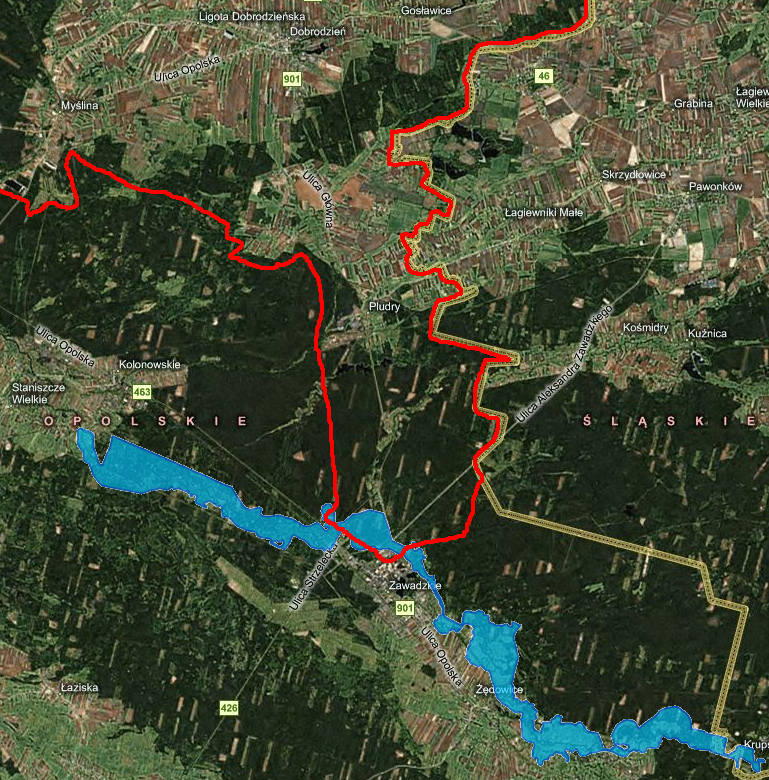 Gosławice
Ligota Dobrodzieńska
Dobrodzień
Ulica Opolska
901
46
Myślina
Grabina
Łagiew
Wielkie
Ulica Główna
Skrzydłowice
Pawonków
Łagiewniki Małe
Pludry
Ulica Aleksandra Zawadzkiego
Kośmidry
Kuźnica
Ulica Opolska
Kolonowskie
Staniszcze
Wielkie
463
OPOLSKIE
ŚLĄSKIE
Ulica Strzelecka
Zawadzkie
901
Ulica Opolska
Żędowice
Łaziska
426
Krups